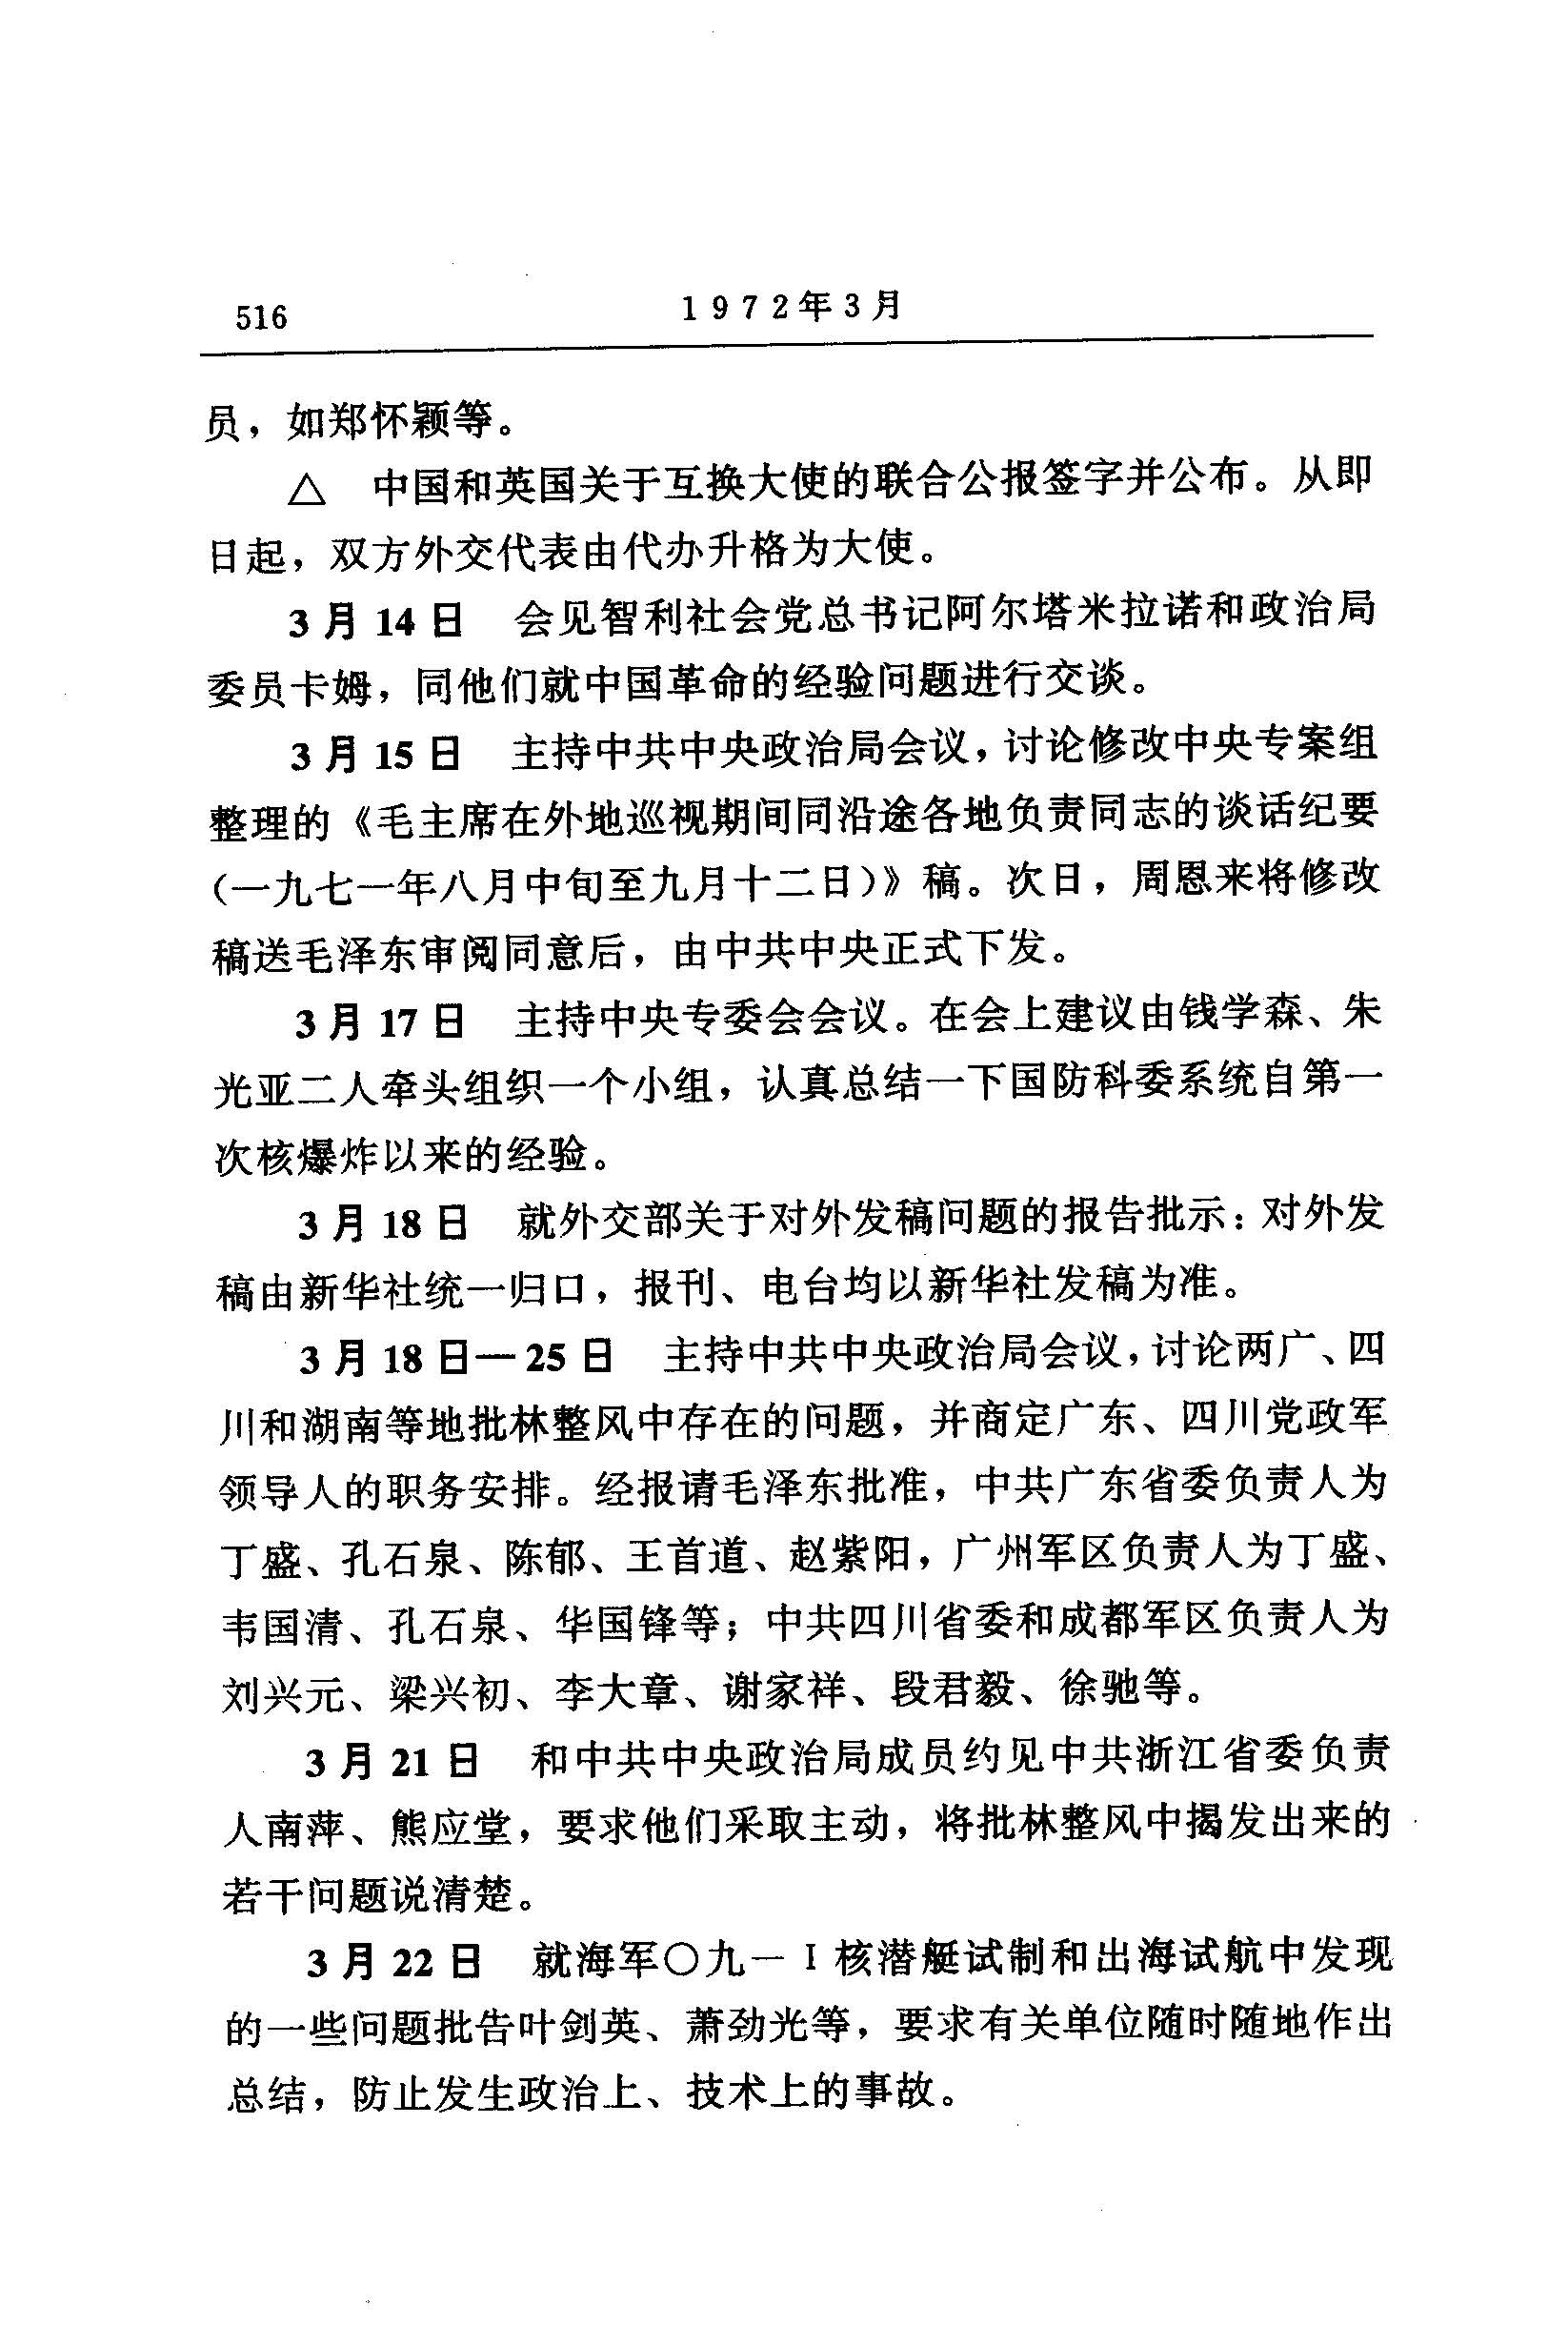 516
1972年3月
员，如郑怀颖等。
△　中国和英国关于互换大使的联合公报签字并公布。从即
日起，双方外交代表由代办升格为大使。
3月14日　会见智利社会党总书记阿尔塔米拉诺和政治局
委员卡姆，同他们就中国革命的经验问题进行交谈。
3月15日　主持中共中央政治局会议，讨论修改中央专案组
整理的《毛主席在外地巡视期间同沿途各地负责同志的谈话纪要
(一九七一年八月中旬至九月十二日)》稿。次日，周恩来将修改
稿送毛泽东审阅同意后，由中共中央正式下发。
3月17日　主持中央专委会会议。在会上建议由钱学森、朱
光亚二人牵头组织一个小组，认真总结一下国防科委系统自第一
次核爆炸以来的经验。
3月18日　就外交部关于对外发稿问题的报告批示：对外发
稿由新华社统一归口，报刊、电台均以新华社发稿为准。
3月18日—25日　主持中共中央政治局会议，讨论两广、四
川和湖南等地批林整风中存在的问题，并商定广东、四川党政军
领导人的职务安排。经报请毛泽东批准，中共广东省委负责人为
丁盛、孔石泉、陈郁、王首道、赵紫阳，广州军区负责人为丁盛、
韦国清、孔石泉、华国锋等；中共四川省委和成都军区负责人为
刘兴元、梁兴初、李大章、谢家祥、段君毅、徐驰等。
3月21日　和中共中央政治局成员约见中共浙江省委负责
人南萍、熊应堂，要求他们采取主动，将批林整风中揭发出来的
若干问题说清楚。
3月22日　就海军〇九一Ⅰ核潜艇试制和出海试航中发现
的一些问题批告叶剑英、萧劲光等，要求有关单位随时随地作出
总结，防止发生政治上、技术上的事故。